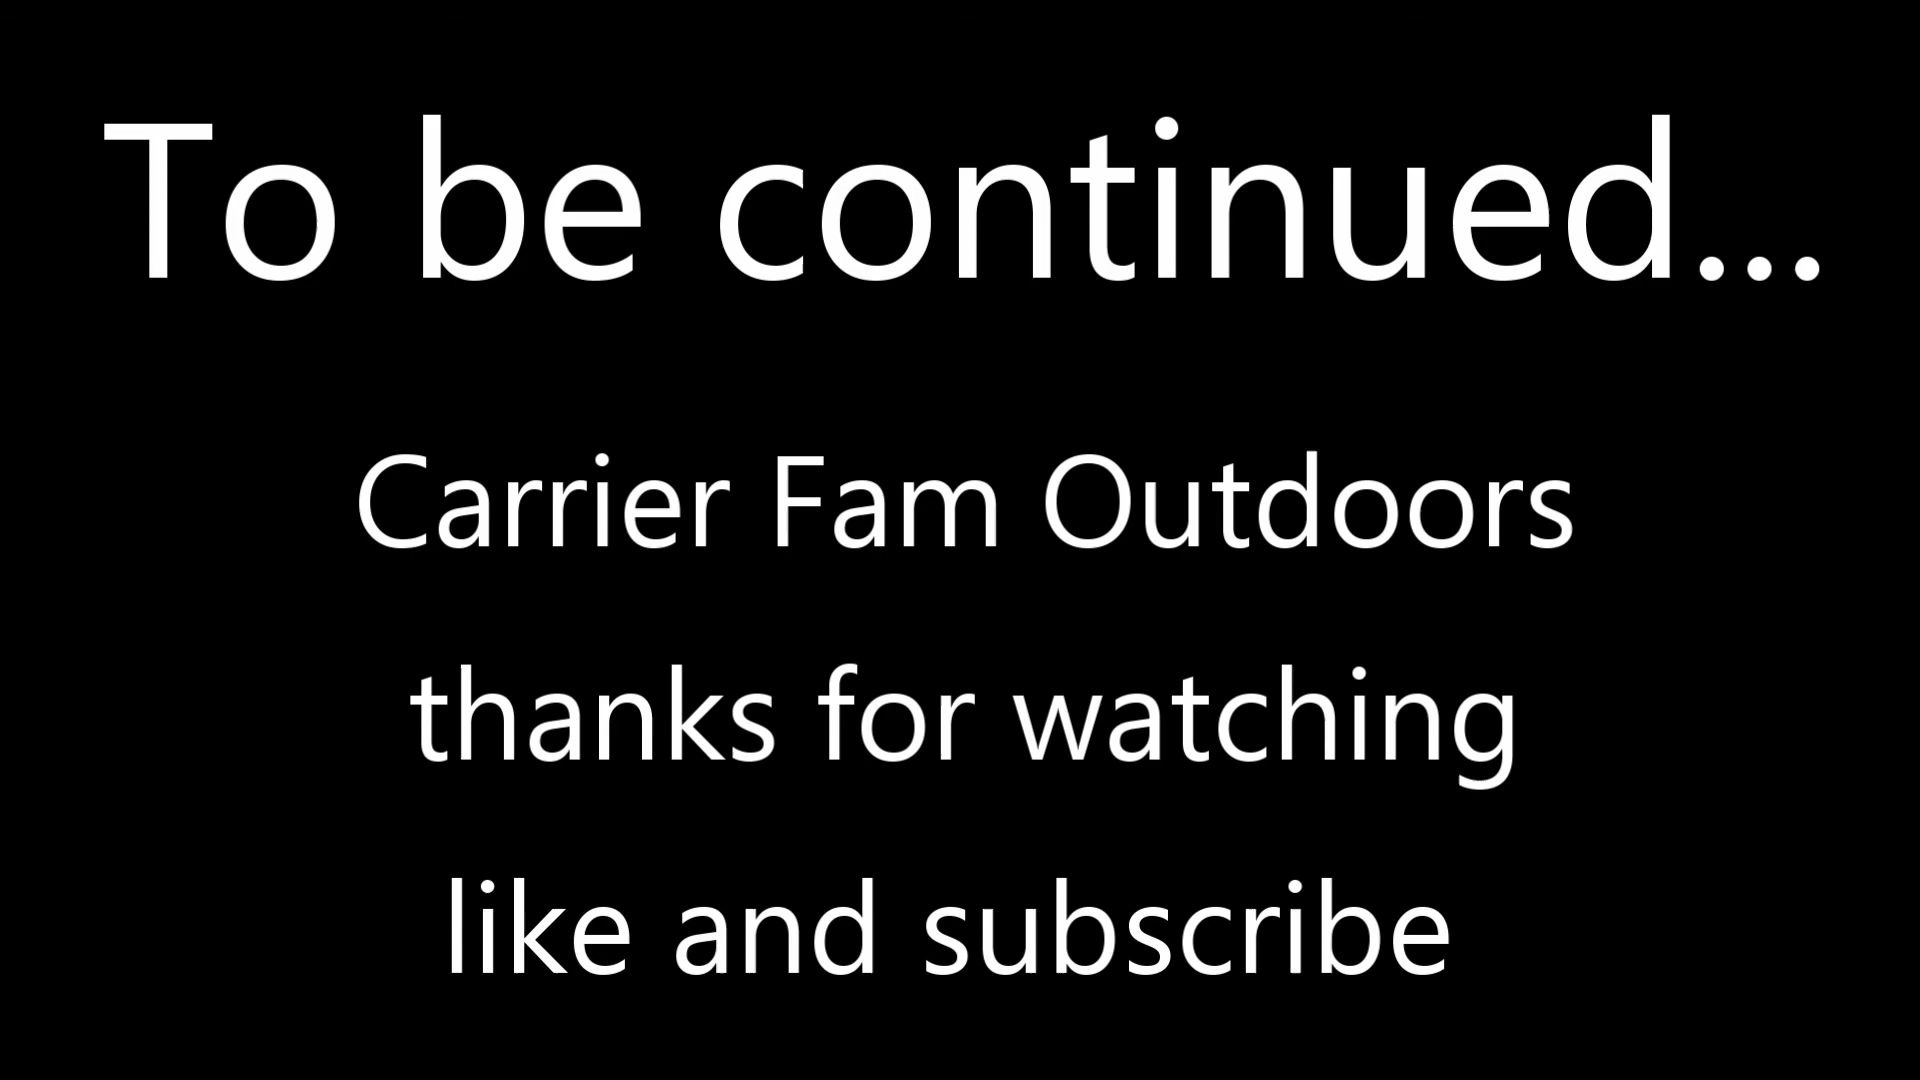 To be continued...
Carrier Fam Outdoors
thanks for watching
like and subscribe